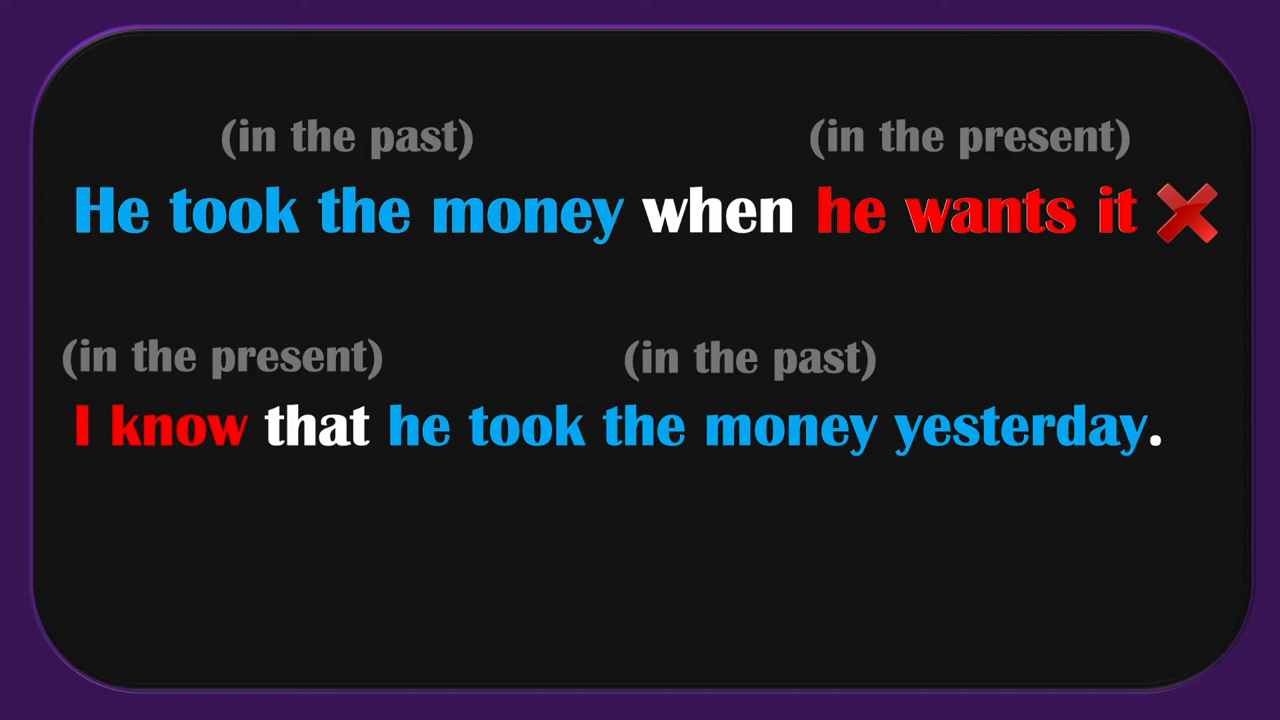 (in the past) (in the present)
He took the money when he wants it
(in the present) (in the past)
I know that he took the money yesterday.